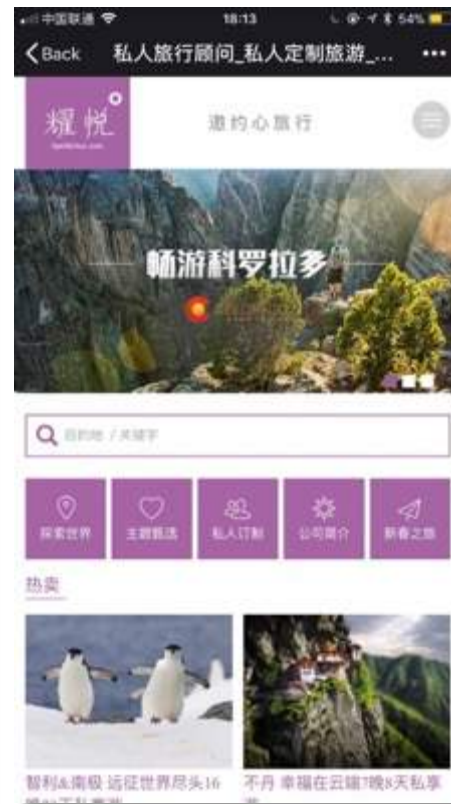 中国联通 18:13 54%
Back 私人旅行顾问_私人定制旅游_... •••
耀悦
邀约心旅行
畅游科罗拉多
目的地 / 关键字
探索世界 主题甄选 私人订制 公司简介 新春之旅
热卖
智利&南极 远征世界尽头16
不丹 幸福在云端7晚8天私享